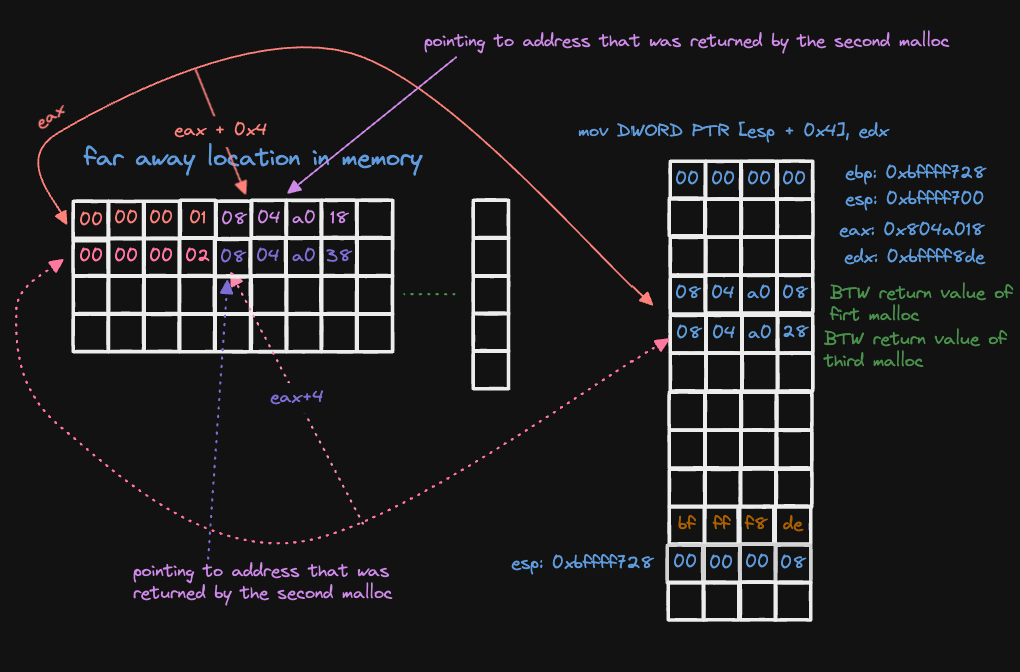 pointing to address that was returned by the second malloc
eax
eax + 0x4
mov DWORD PTR [esp + 0x4], edx
far away location in memory
00 00 00 00
ebp: 0xbffff728
esp: 0xbffff700
eax: 0x804a018
edx: 0xbffff8de
00 00 00 01 08 04 a0 18
00 00 00 02 08 04 a0 38
08 04 a0 08
BTW return value of
firt malloc
08 04 a0 28
BTW return value of
third malloc
eax+4
bf ff f8 de
esp: 0xbffff728
00 00 00 08
pointing to address that was
returned by the second malloc